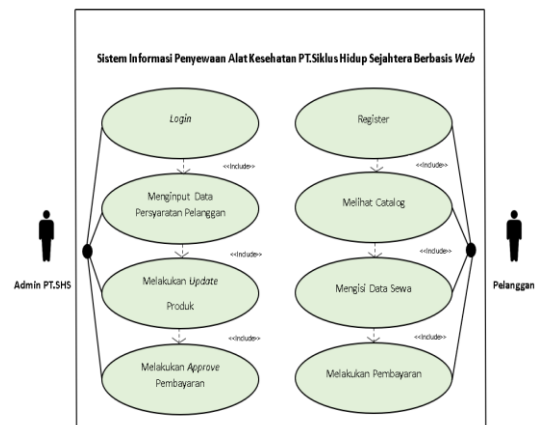 Sistem Informasi Penyewaan Alat Kesehatan PT.Siklus Hidup Sejahtera Berbasis Web
Login
<<Include>>
Menginput Data
Persyaratan Pelanggan
<<Include>>
Melakukan Update
Produk
<<Include>>
Melakukan Approve
Pembayaran
Register
<<Include>>
Melihat Catalog
<<Include>>
Mengisi Data Sewa
<<Include>>
Melakukan Pembayaran
Admin PT.SHS
Pelanggan